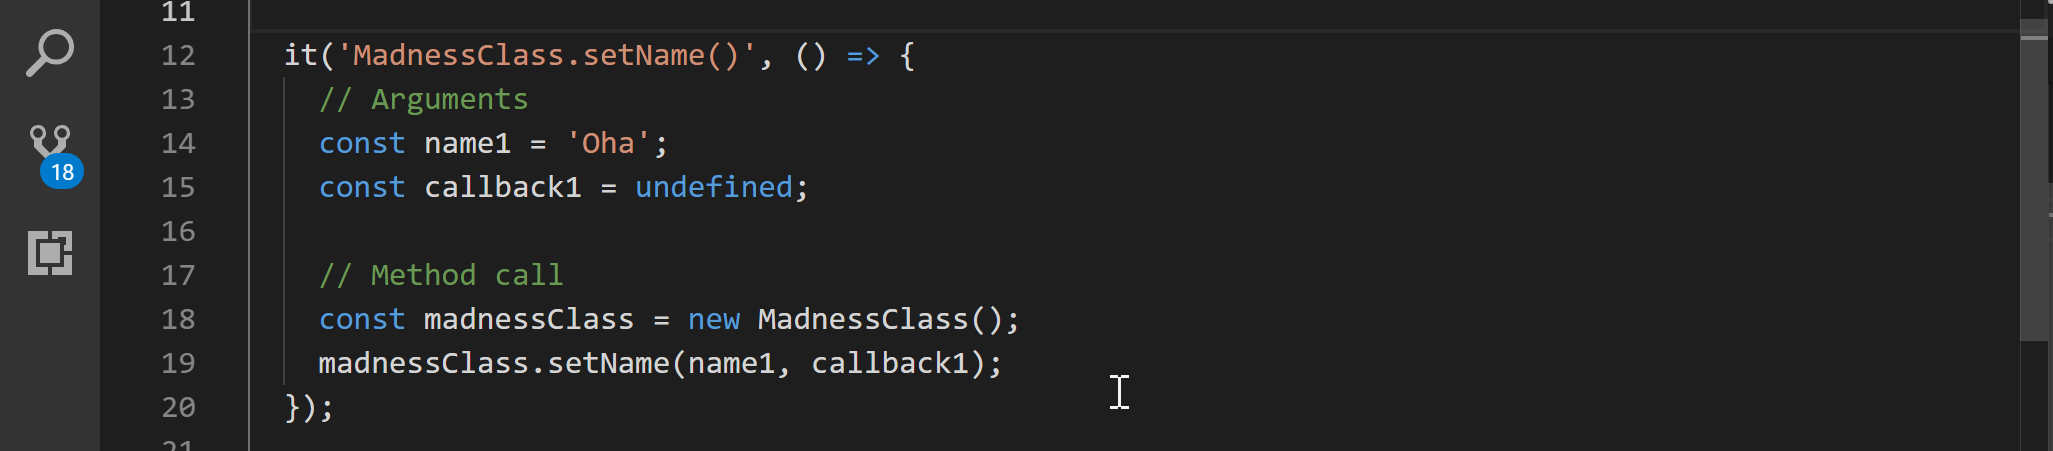 11
12 it('MadnessClass.setName()', () => {
13 // Arguments
14 const name1 = 'Oha';
15 const callback1 = undefined;
16
17 // Method call
18 const madnessClass = new MadnessClass();
19 madnessClass.setName(name1, callback1);
20 });
21
18